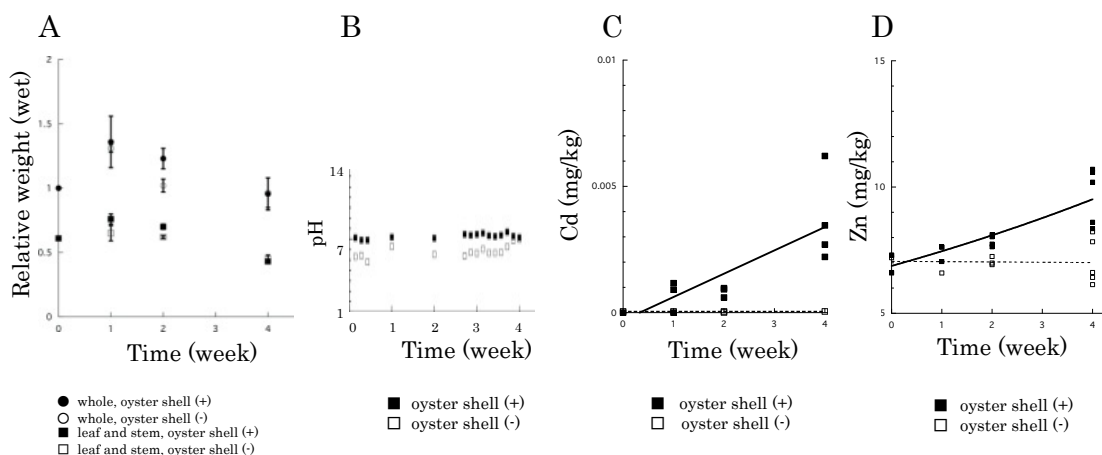 A
B
C
D
Relative weight (wet)
2
1.5
1
0.5
0
0
1
2
3
4
Time (week)
pH
14
7
1
0
1
2
3
4
Time (week)
Cd (mg/kg)
0.01
0.005
0
0
1
2
3
4
Time (week)
Zn (mg/kg)
15
10
5
0
1
2
3
4
Time (week)
whole, oyster shell (+)
whole, oyster shell (-)
leaf and stem, oyster shell (+)
leaf and stem, oyster shell (-)
oyster shell (+)
oyster shell (-)
oyster shell (+)
oyster shell (-)
oyster shell (+)
oyster shell (-)